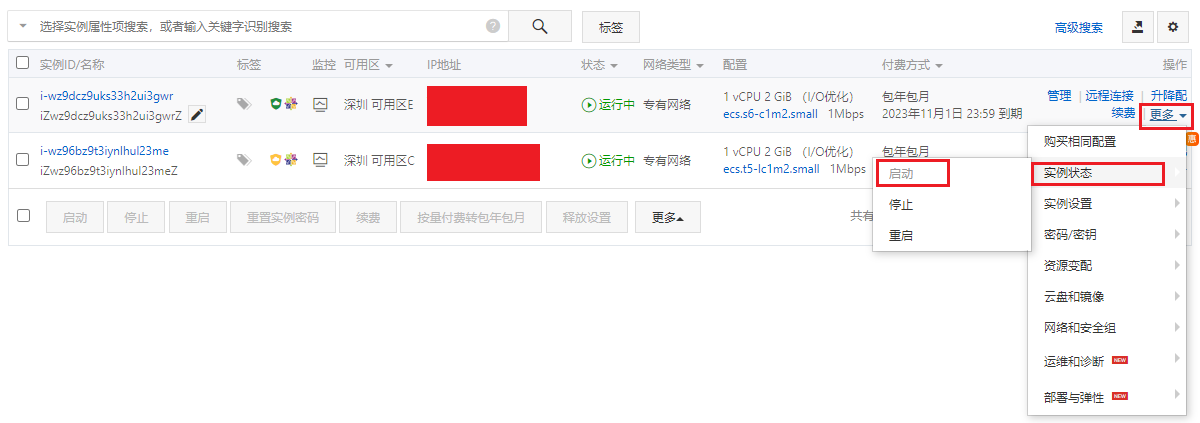 选择实例属性项搜索，或者输入关键字识别搜索 ? 标签 高级搜索
实例ID/名称 标签 监控 可用区 IP地址 状态 网络类型 配置 付费方式 操作
i-wz9dcz9uks33h2ui3gwr
iZwz9dcz9uks33h2ui3gwrZ
深圳 可用区E 运行中 专有网络
1 vCPU 2 GiB （I/O优化）
ecs.s6-c1m2.small 1Mbps
包年包月
2023年11月1日 23:59 到期
管理 | 远程连接 | 升降配
续费 | 更多
i-wz96bz9t3iynlhul23me
iZwz96bz9t3iynlhul23meZ
深圳 可用区C 运行中 专有网络
1 vCPU 2 GiB （I/O优化）
ecs.t5-lc1m2.small 1Mbps
包年包月
惠
启动 停止 重启 重置实例密码 续费 按量付费转包年包月 释放设置 更多
共有
启动
停止
重启
购买相同配置
实例状态
实例设置
密码/密钥
资源变配
云盘和镜像
网络和安全组
运维和诊断 NEW
部署与弹性 NEW